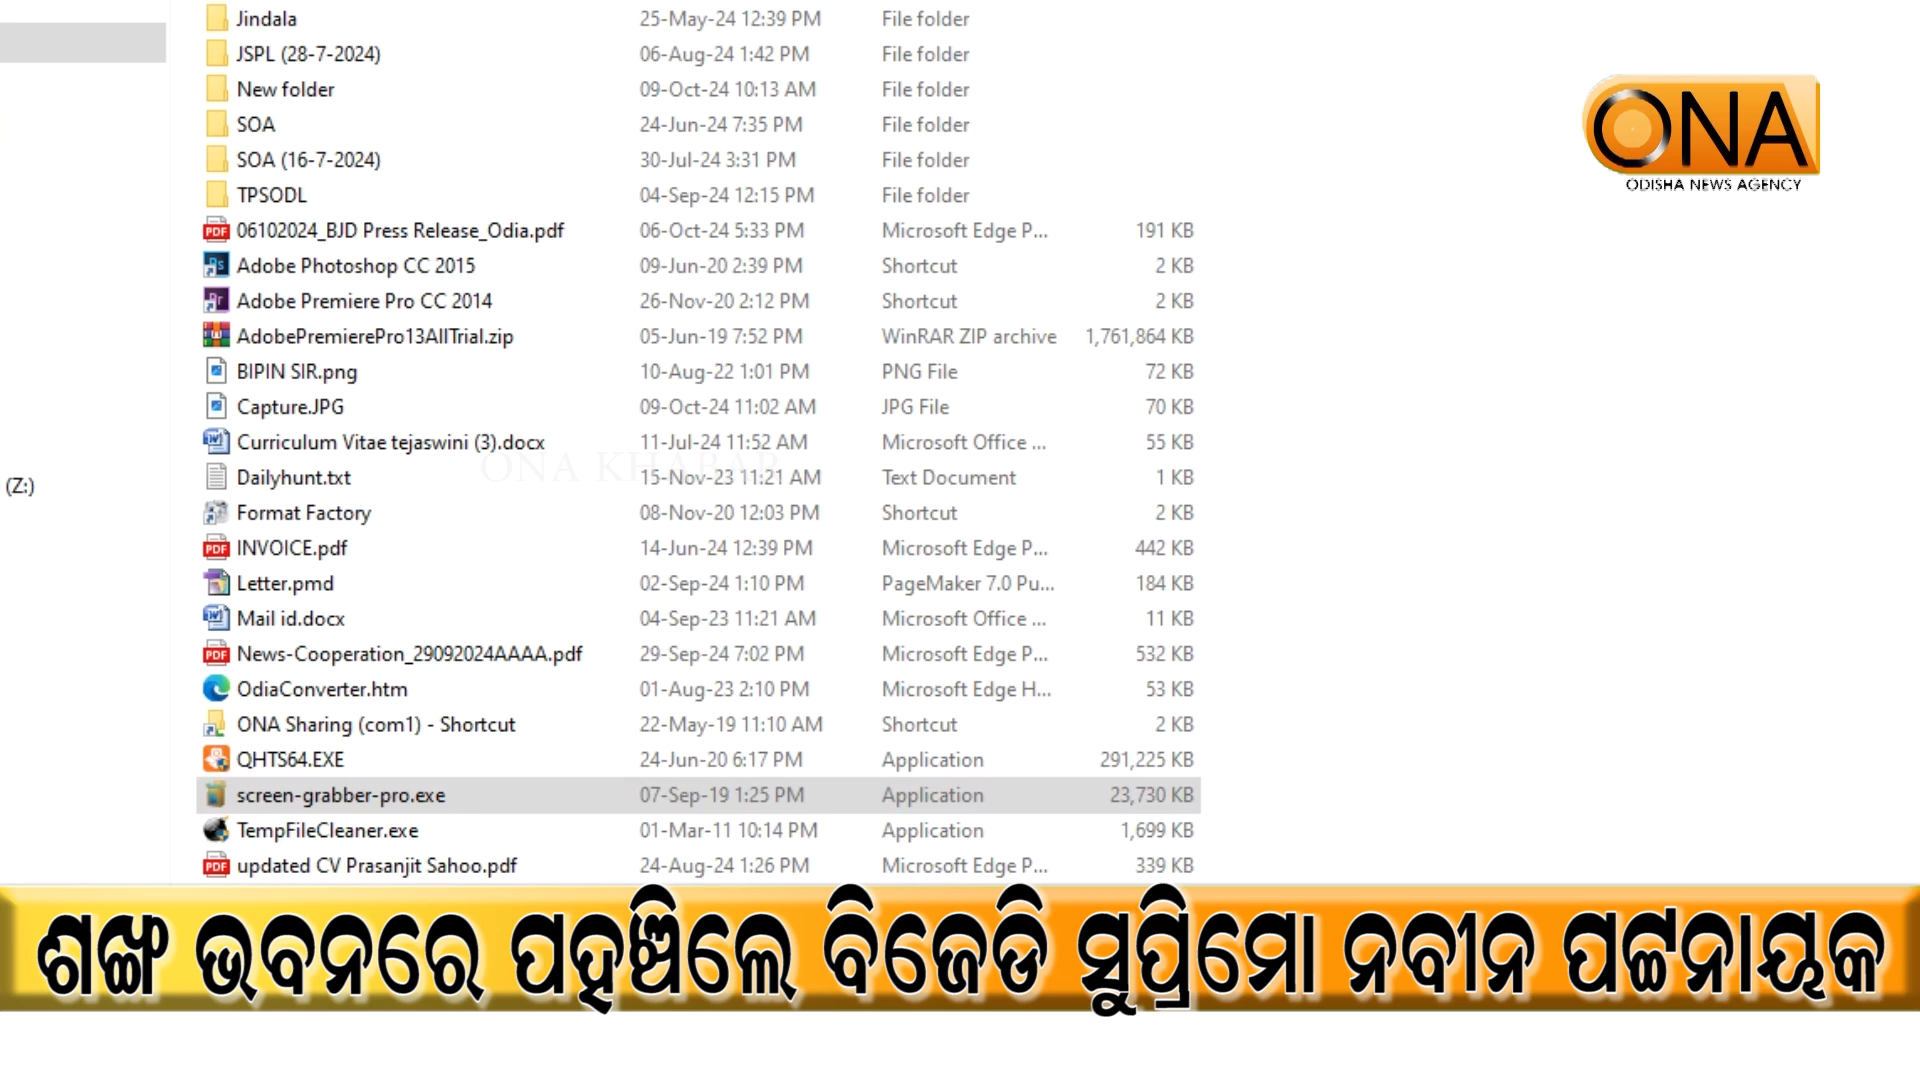 Jindala 25-May-24 12:39 PM File folder
JSPL (28-7-2024) 06-Aug-24 1:42 PM File folder
New folder 09-Oct-24 10:13 AM File folder
SOA 24-Jun-24 7:35 PM File folder
SOA (16-7-2024) 30-Jul-24 3:31 PM File folder
TPSODL 04-Sep-24 12:15 PM File folder
ONA
ODISHA NEWS AGENCY
06102024_BJD Press Release_Odia.pdf 06-Oct-24 5:33 PM Microsoft Edge P... 191 KB
Adobe Photoshop CC 2015 09-Jun-20 2:39 PM Shortcut 2 KB
Adobe Premiere Pro CC 2014 26-Nov-20 2:12 PM Shortcut 2 KB
AdobePremierePro13AllTrial.zip 05-Jun-19 7:52 PM WinRAR ZIP archive 1,761,864 KB
BIPIN SIR.png 10-Aug-22 1:01 PM PNG File 72 KB
Capture.JPG 09-Oct-24 11:02 AM JPG File 70 KB
Curriculum Vitae tejaswini (3).docx 11-Jul-24 11:52 AM Microsoft Office ... 55 KB
ONA KHABAR
Dailyhunt.txt 15-Nov-23 11:21 AM Text Document 1 KB
(Z:)
Format Factory 08-Nov-20 12:03 PM Shortcut 2 KB
INVOICE.pdf 14-Jun-24 12:39 PM Microsoft Edge P... 442 KB
Letter.pmd 02-Sep-24 1:10 PM PageMaker 7.0 Pu... 184 KB
Mail id.docx 04-Sep-23 11:21 AM Microsoft Office ... 11 KB
News-Cooperation_29092024AAAA.pdf 29-Sep-24 7:02 PM Microsoft Edge P... 532 KB
OdiaConverter.htm 01-Aug-23 2:10 PM Microsoft Edge H... 53 KB
ONA Sharing (com1) - Shortcut 22-May-19 11:10 AM Shortcut 2 KB
QHTS64.EXE 24-Jun-20 6:17 PM Application 291,225 KB
screen-grabber-pro.exe 07-Sep-19 1:25 PM Application 23,730 KB
TempFileCleaner.exe 01-Mar-11 10:14 PM Application 1,699 KB
updated CV Prasanjit Sahoo.pdf 24-Aug-24 1:26 PM Microsoft Edge P... 339 KB
ଶଙ୍ଖ ଭବନରେ ପହଞ୍ଚିଲେ ବିଜେଡି ସୁପ୍ରିମୋ ନବୀନ ପଟ୍ଟନାୟକ